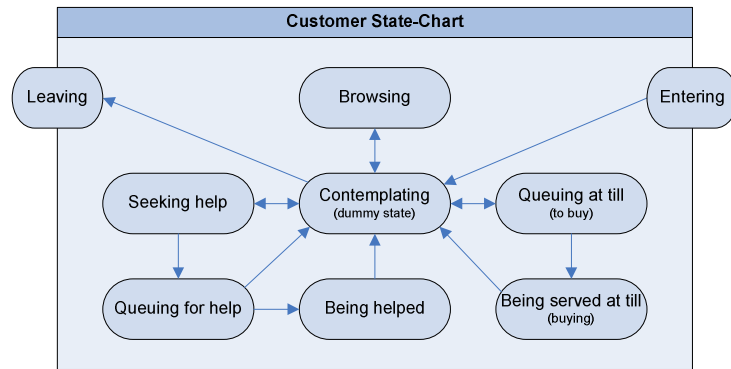 Customer State-Chart
Leaving
Browsing
Entering
Seeking help
Contemplating
(dummy state)
Queuing at till
(to buy)
Queuing for help
Being helped
Being served at till
(buying)